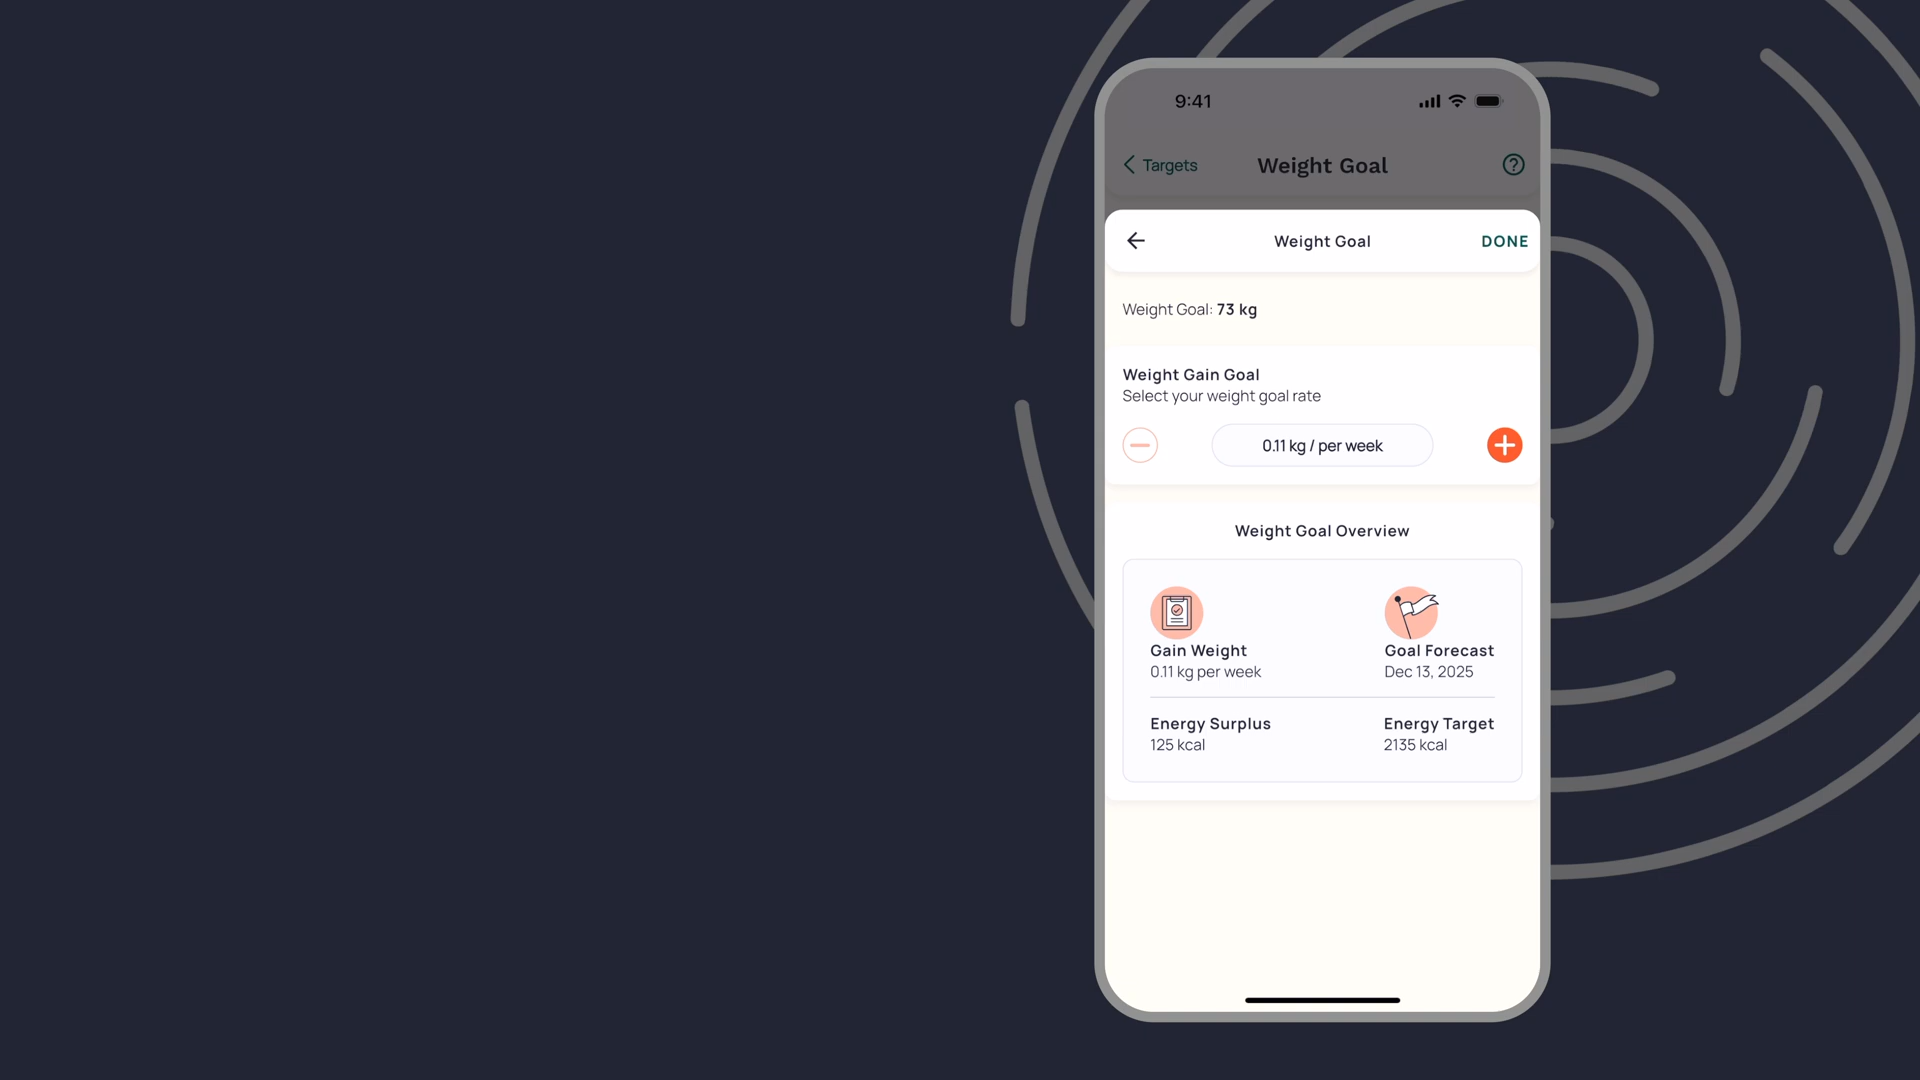 9:41
Targets
Weight Goal
Weight Goal
DONE
Weight Goal: 73 kg
Weight Gain Goal
Select your weight goal rate
0.11 kg / per week
Weight Goal Overview
Gain Weight
0.11 kg per week
Goal Forecast
Dec 13, 2025
Energy Surplus
125 kcal
Energy Target
2135 kcal